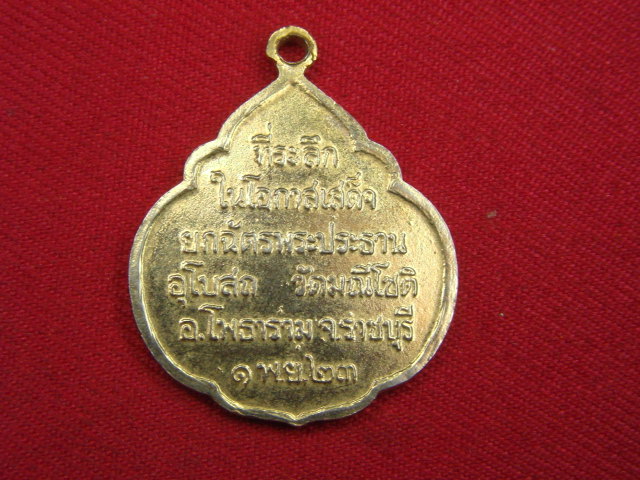 ที่ระลึก
ในโอกาสเสด็จ
ยกฉัตรพระประธาน
อุโบสถ วัดมณีโชติ
อ.โพธาราม จ.ราชบุรี
๑ พ.ย. ๒๓